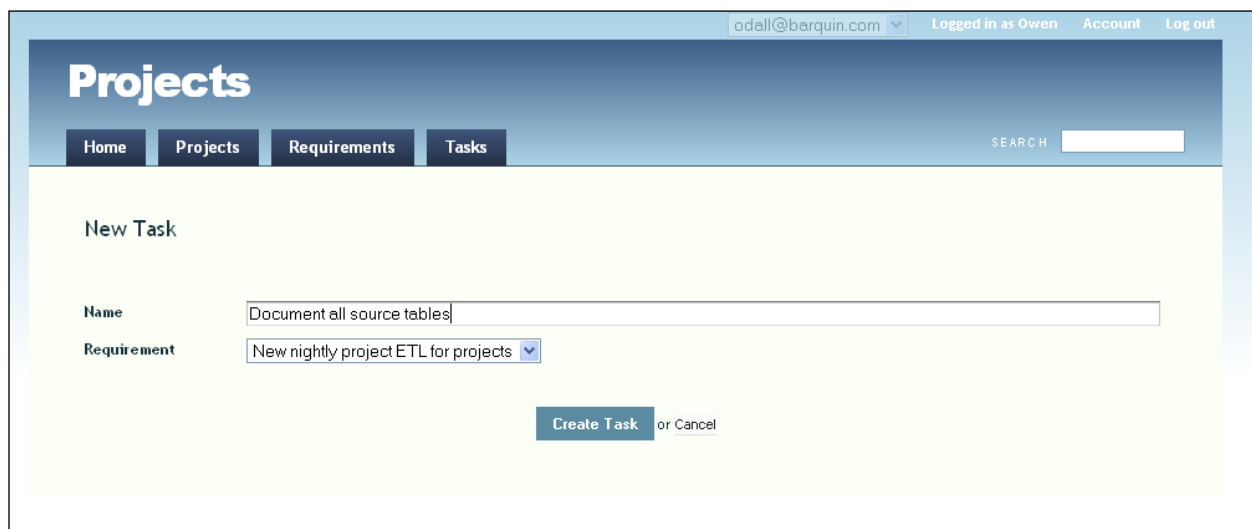 odall@barquin.com Logged in as Owen Account Log out
Projects
Home Projects Requirements Tasks SEARCH
New Task
Name Document all source tables
Requirement New nightly project ETL for projects
Create Task or Cancel